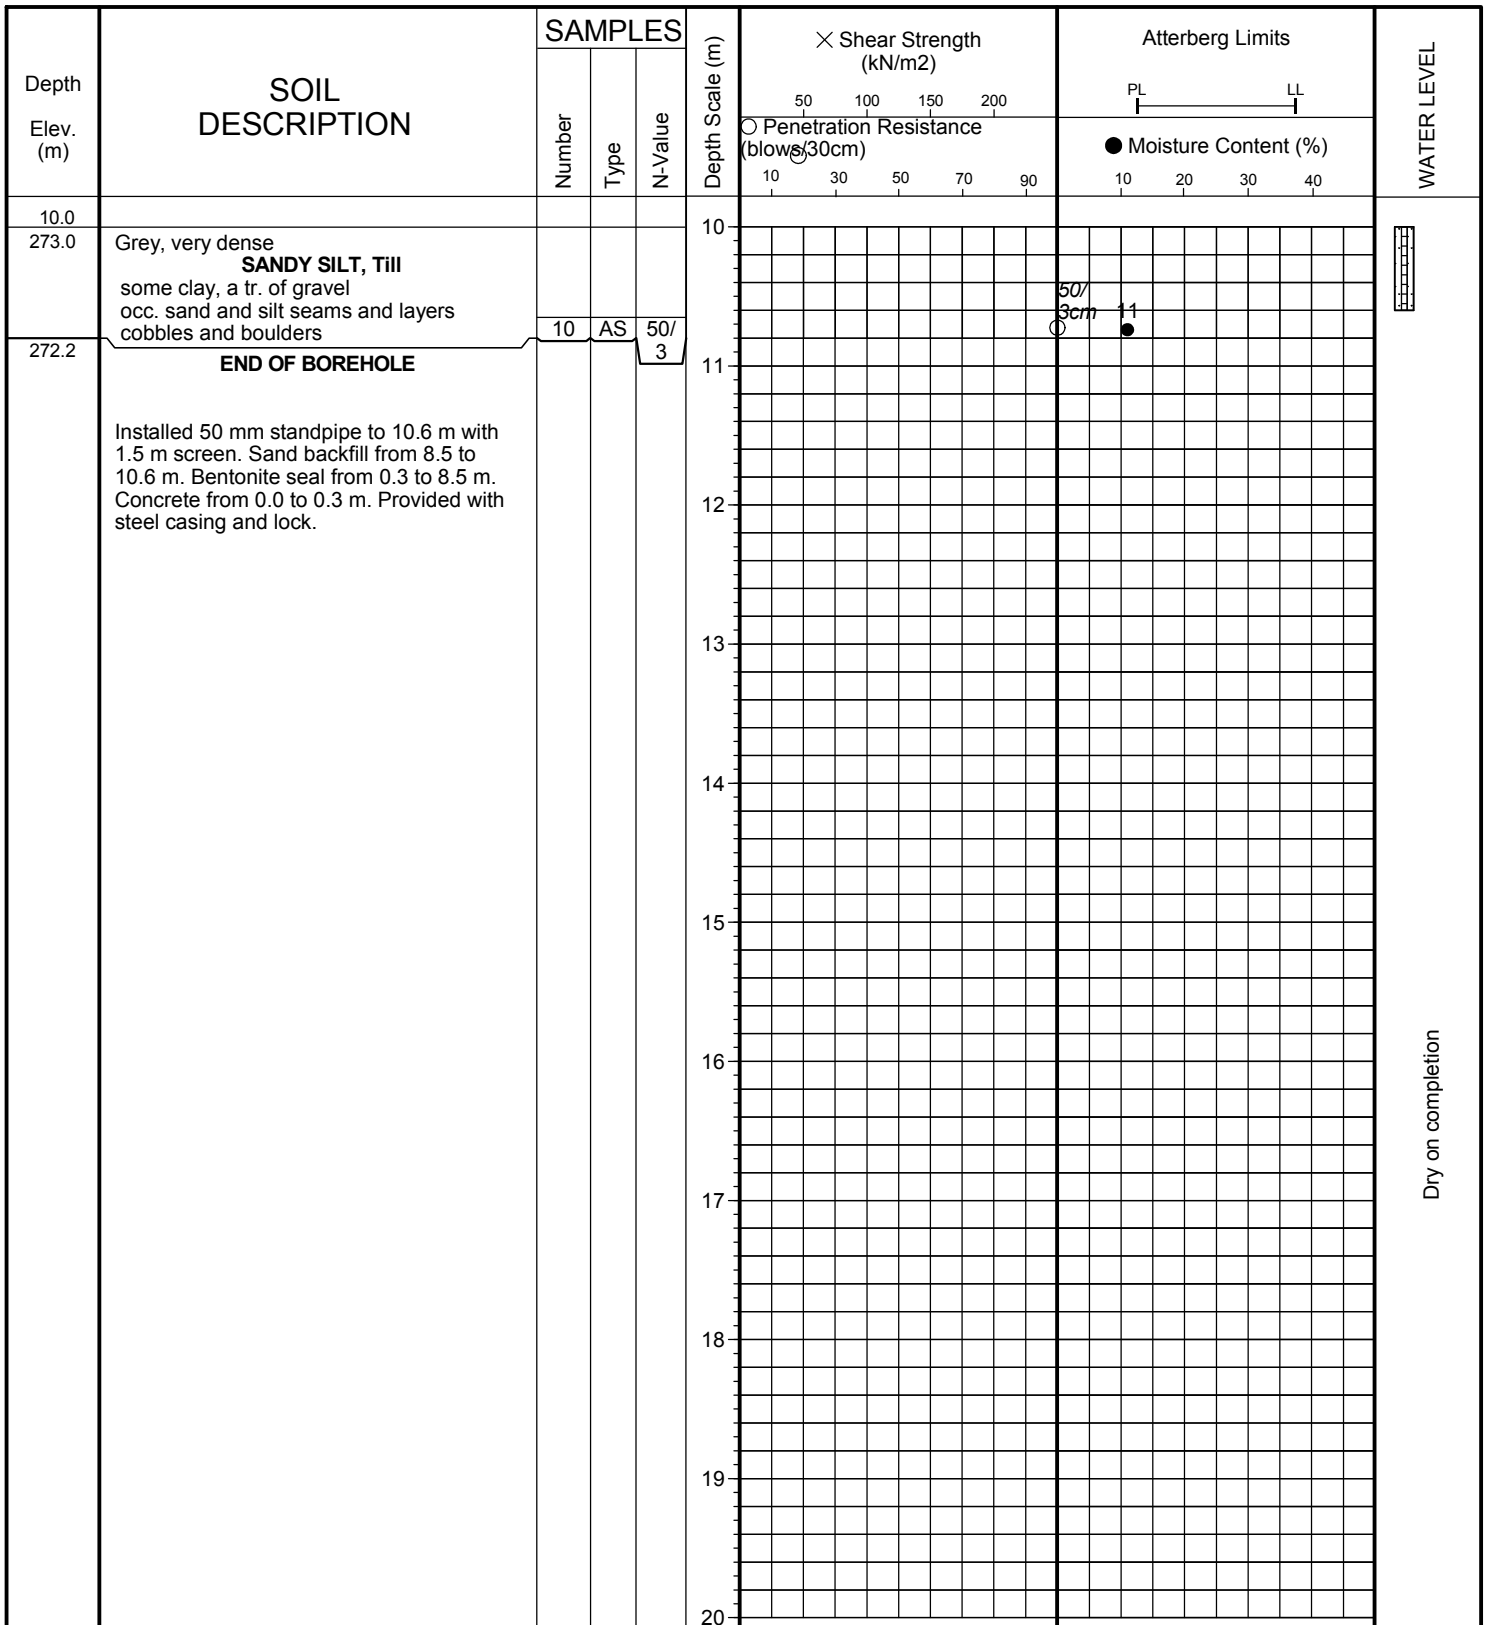 Depth
Elev.
(m)
SOIL
DESCRIPTION
SAMPLES
Number
Type
N-Value
Depth Scale (m)
× Shear Strength
(kN/m2)
50 100 150 200
○ Penetration Resistance
(blows/30cm)
10 30 50 70 90
Atterberg Limits
PL LL
● Moisture Content (%)
10 20 30 40
WATER LEVEL
10.0
273.0
Grey, very dense
SANDY SILT, Till
some clay, a tr. of gravel
occ. sand and silt seams and layers
cobbles and boulders
10 AS 50/
3
272.2
END OF BOREHOLE
Installed 50 mm standpipe to 10.6 m with
1.5 m screen. Sand backfill from 8.5 to
10.6 m. Bentonite seal from 0.3 to 8.5 m.
Concrete from 0.0 to 0.3 m. Provided with
steel casing and lock.
10
11
12
13
14
15
16
17
18
19
20
50/
3cm
11
Dry on completion